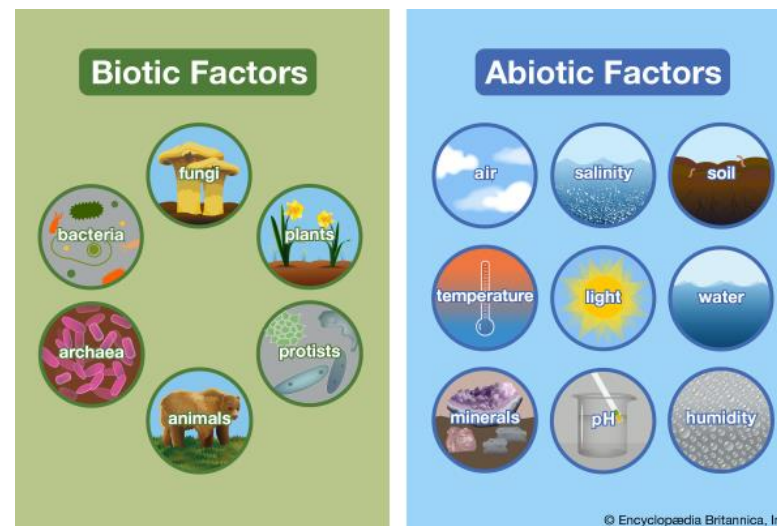 Biotic Factors
fungi
bacteria
plants
archaea
protists
animals
Abiotic Factors
air
salinity
soil
temperature
light
water
minerals
pH
humidity
© Encyclopædia Britannica, In